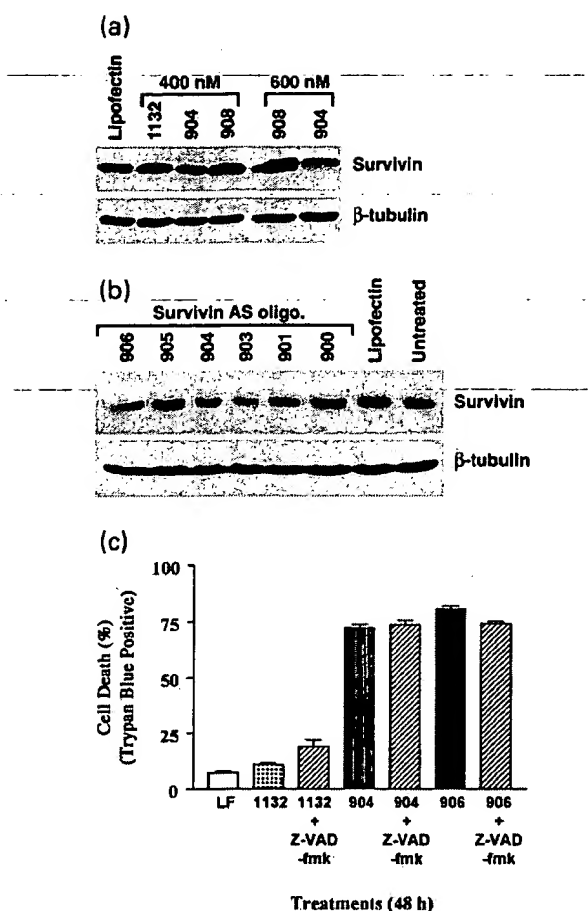 (a)
400 nM
600 nM
Lipofectin
1132
904
908
908
904
Survivin
β-tubulin
(b)
Survivin AS oligo.
906
905
904
903
901
900
Lipofectin
Untreated
Survivin
β-tubulin
(c)
Cell Death (%)
(Trypan Blue Positive)
100
75
50
25
0
LF
1132
1132 + Z-VAD -fmk
904
904 + Z-VAD -fmk
906
906 + Z-VAD -fmk
Treatments (48 h)